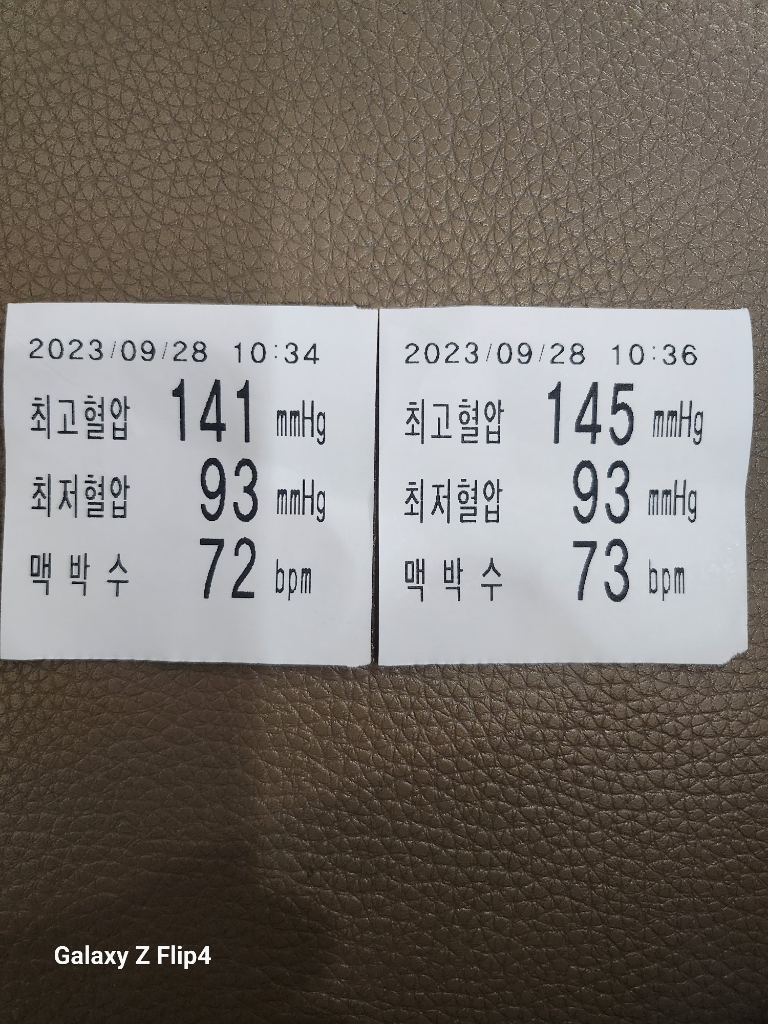 2023/09/28 10:34
최고혈압 141 mmHg
최저혈압 93 mmHg
맥박수 72 bpm
2023/09/28 10:36
최고혈압 145 mmHg
최저혈압 93 mmHg
맥박수 73 bpm
Galaxy Z Flip4